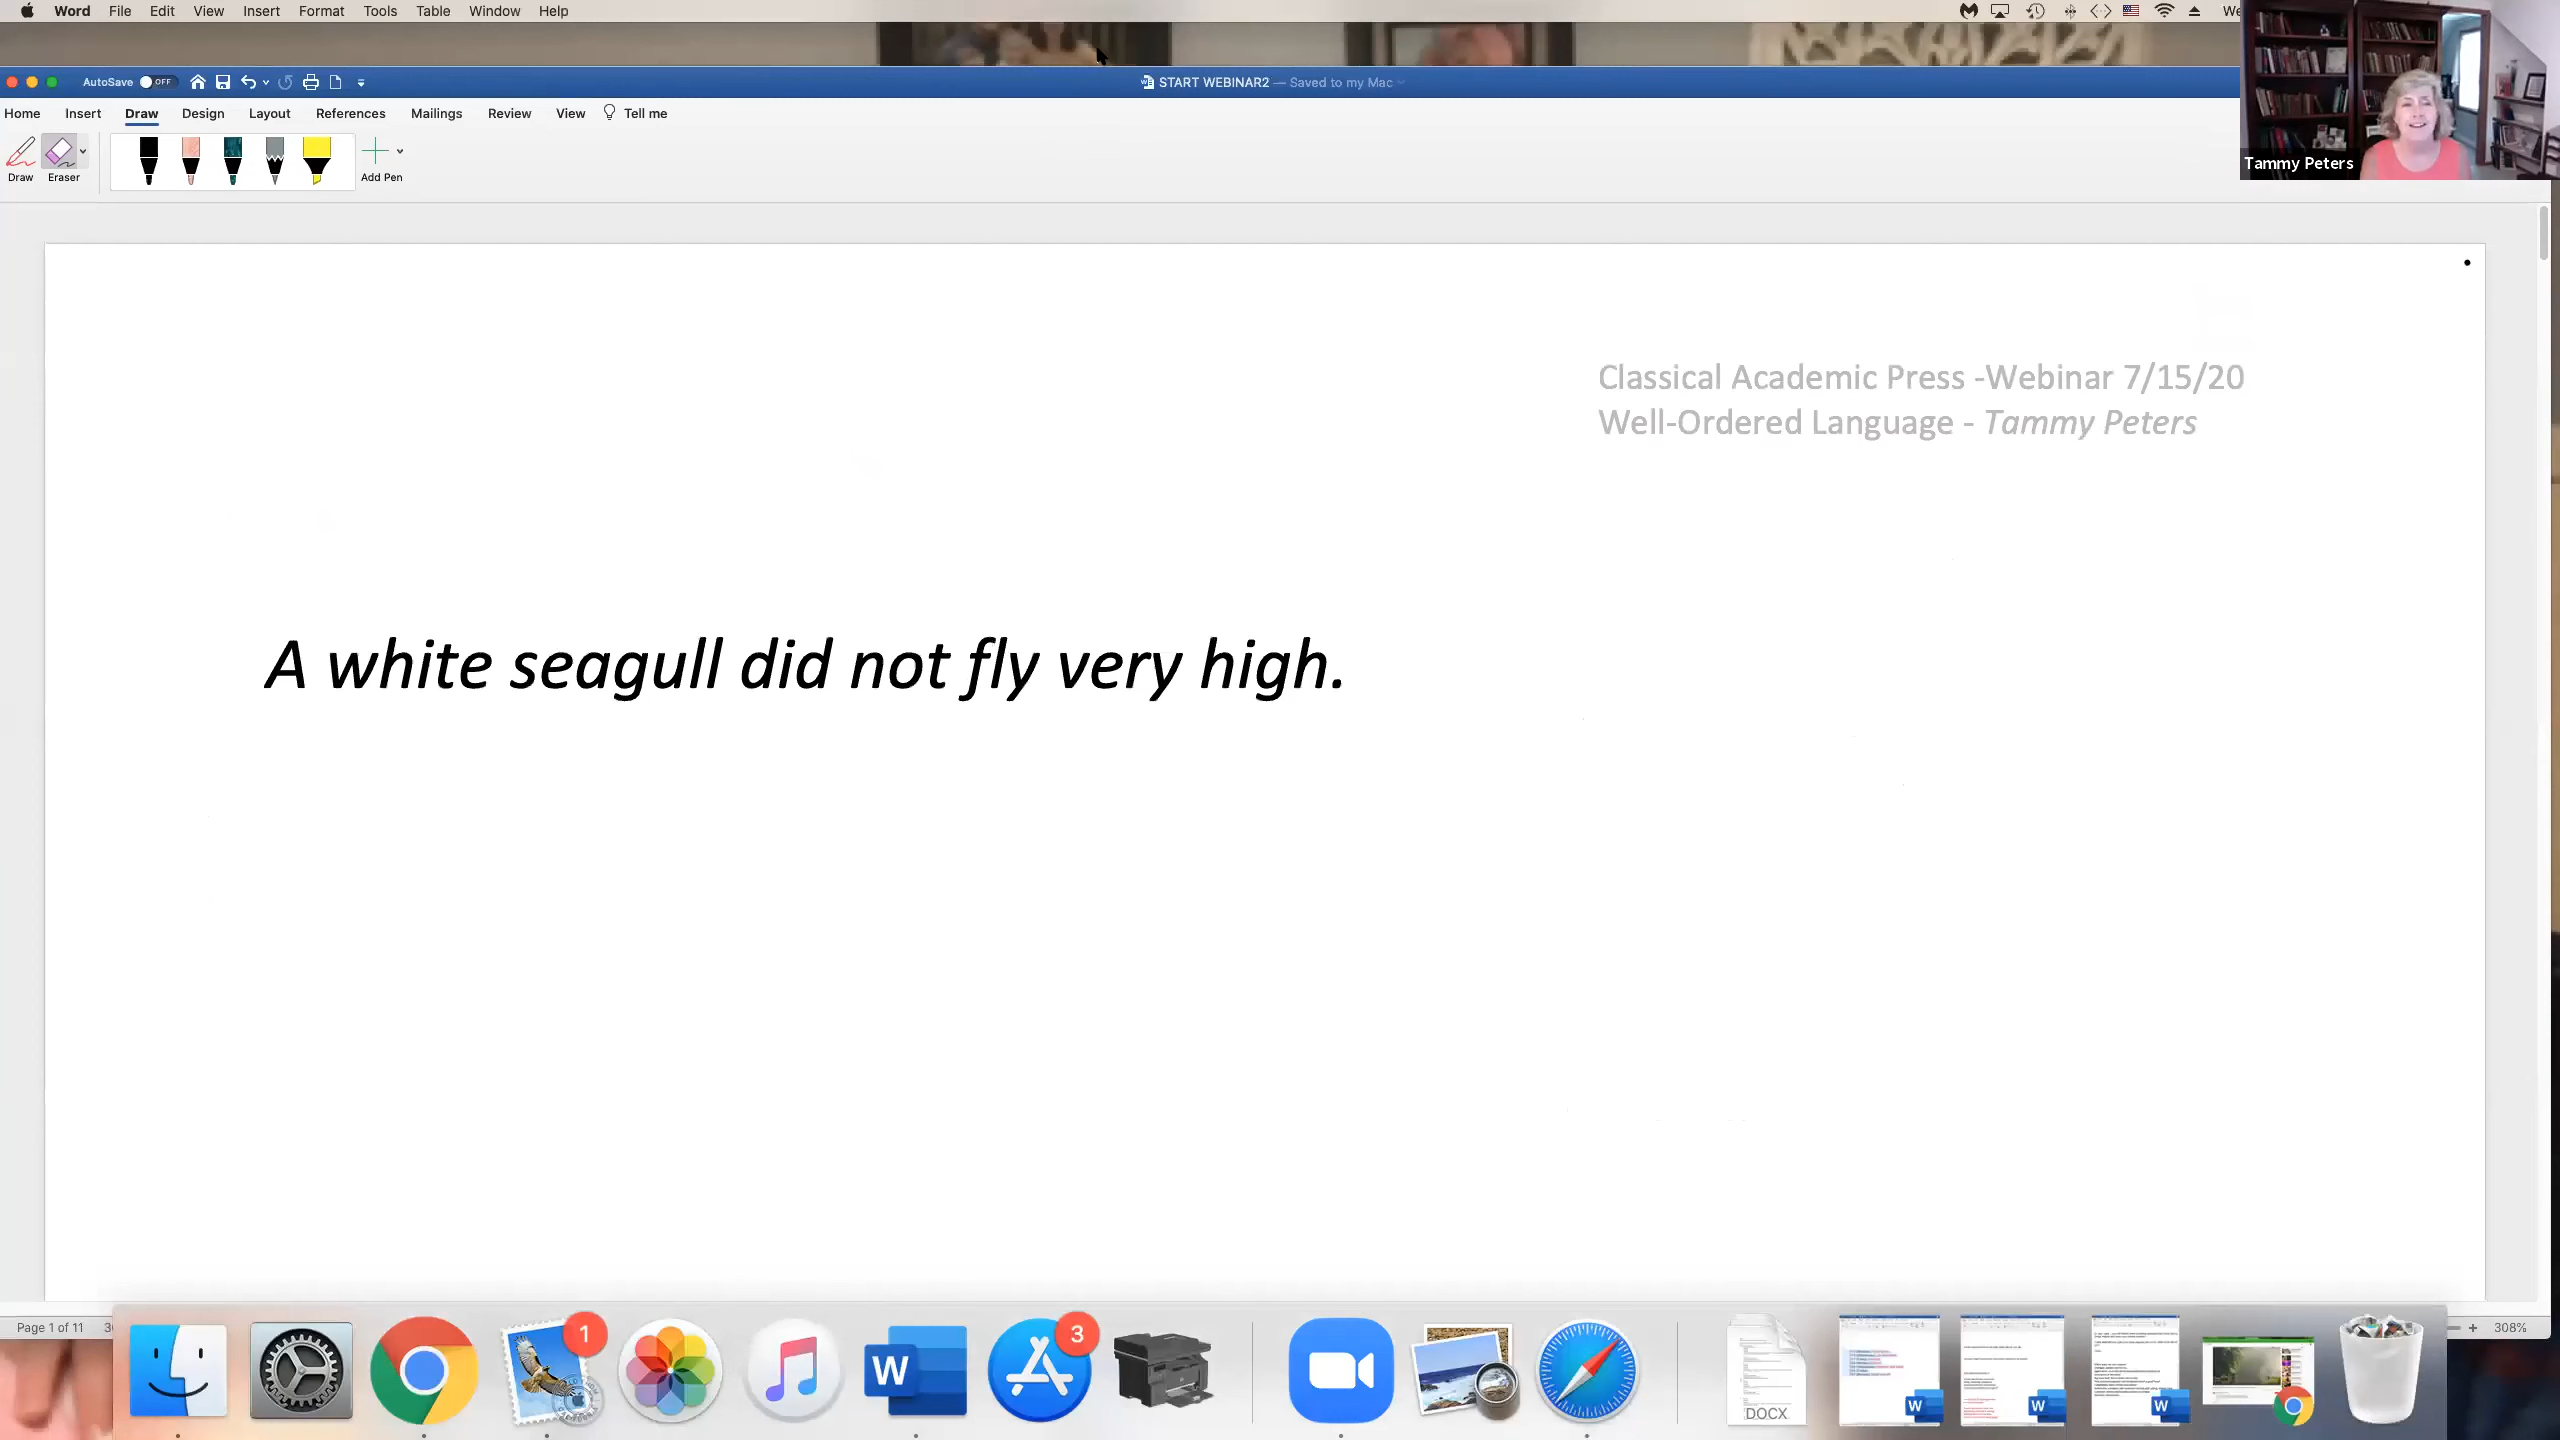 Word File Edit View Insert Format Tools Table Window Help
AutoSave OFF
START WEBINAR2 — Saved to my Mac
Home Insert Draw Design Layout References Mailings Review View Tell me
Draw Eraser Add Pen
Tammy Peters
Classical Academic Press -Webinar 7/15/20
Well-Ordered Language - Tammy Peters
A white seagull did not fly very high.
Page 1 of 11
308%
1
3
W
DOCX
W
W
W